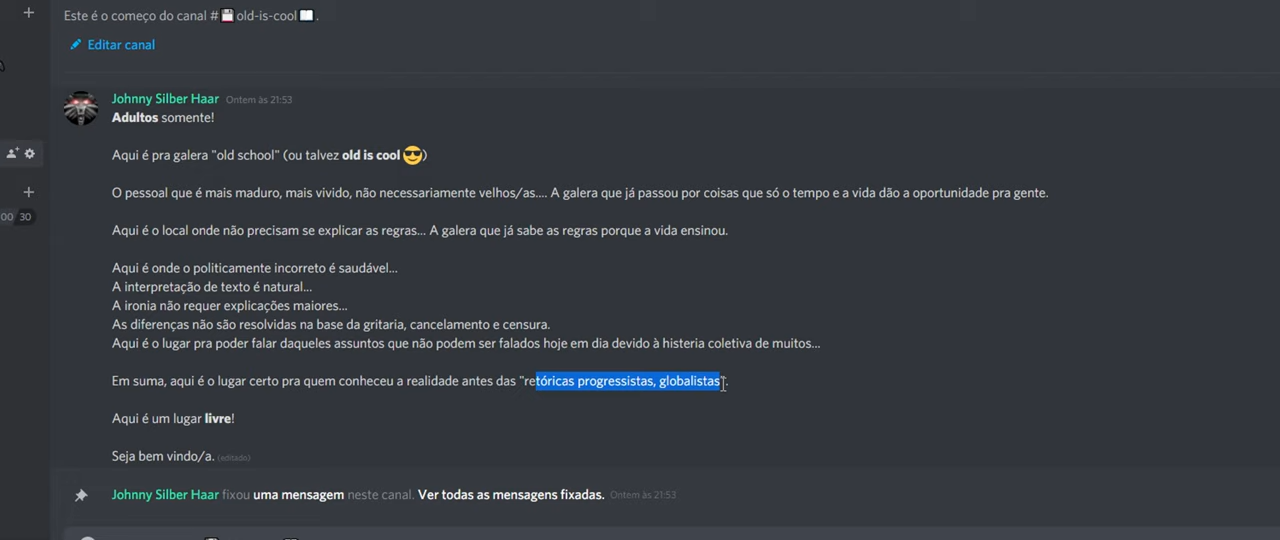 Este é o começo do canal #💾old-is-cool📖.
Editar canal
Johnny Silber Haar Ontem às 21:53
Adultos somente!
Aqui é pra galera "old school" (ou talvez old is cool 😎)
O pessoal que é mais maduro, mais vivido, não necessariamente velhos/as.... A galera que já passou por coisas que só o tempo e a vida dão a oportunidade pra gente.
Aqui é o local onde não precisam se explicar as regras... A galera que já sabe as regras porque a vida ensinou.
Aqui é onde o politicamente incorreto é saudável...
A interpretação de texto é natural...
A ironia não requer explicações maiores...
As diferenças não são resolvidas na base da gritaria, cancelamento e censura.
Aqui é o lugar pra poder falar daqueles assuntos que não podem ser falados hoje em dia devido à histeria coletiva de muitos...
00 30
Em suma, aqui é o lugar certo pra quem conheceu a realidade antes das "retóricas progressistas, globalistas".
Aqui é um lugar livre!
Seja bem vindo/a. (editado)
Johnny Silber Haar fixou uma mensagem neste canal. Ver todas as mensagens fixadas. Ontem às 21:53